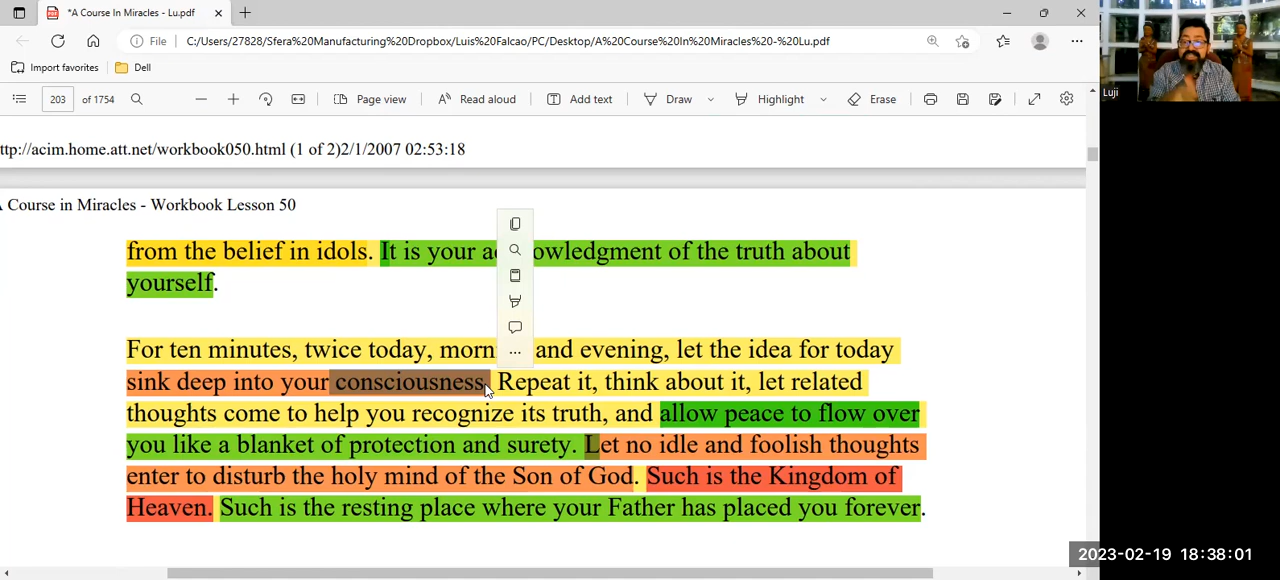 *A Course In Miracles - Lu.pdf
File C:/Users/27828/Sfera%20Manufacturing%20Dropbox/Luis%20Falcao/PC/Desktop/A%20Course%20In%20Miracles%20-%20Lu.pdf
Import favorites Dell
203 of 1754 Page view Read aloud Add text Draw Highlight Erase
Luji
ttp://acim.home.att.net/workbook050.html (1 of 2)2/1/2007 02:53:18
A Course in Miracles - Workbook Lesson 50
from the belief in idols. It is your ac owledgment of the truth about
yourself.
For ten minutes, twice today, morn and evening, let the idea for today
sink deep into your consciousness. Repeat it, think about it, let related
thoughts come to help you recognize its truth, and allow peace to flow over
you like a blanket of protection and surety. Let no idle and foolish thoughts
enter to disturb the holy mind of the Son of God. Such is the Kingdom of
Heaven. Such is the resting place where your Father has placed you forever.
2023-02-19 18:38:01